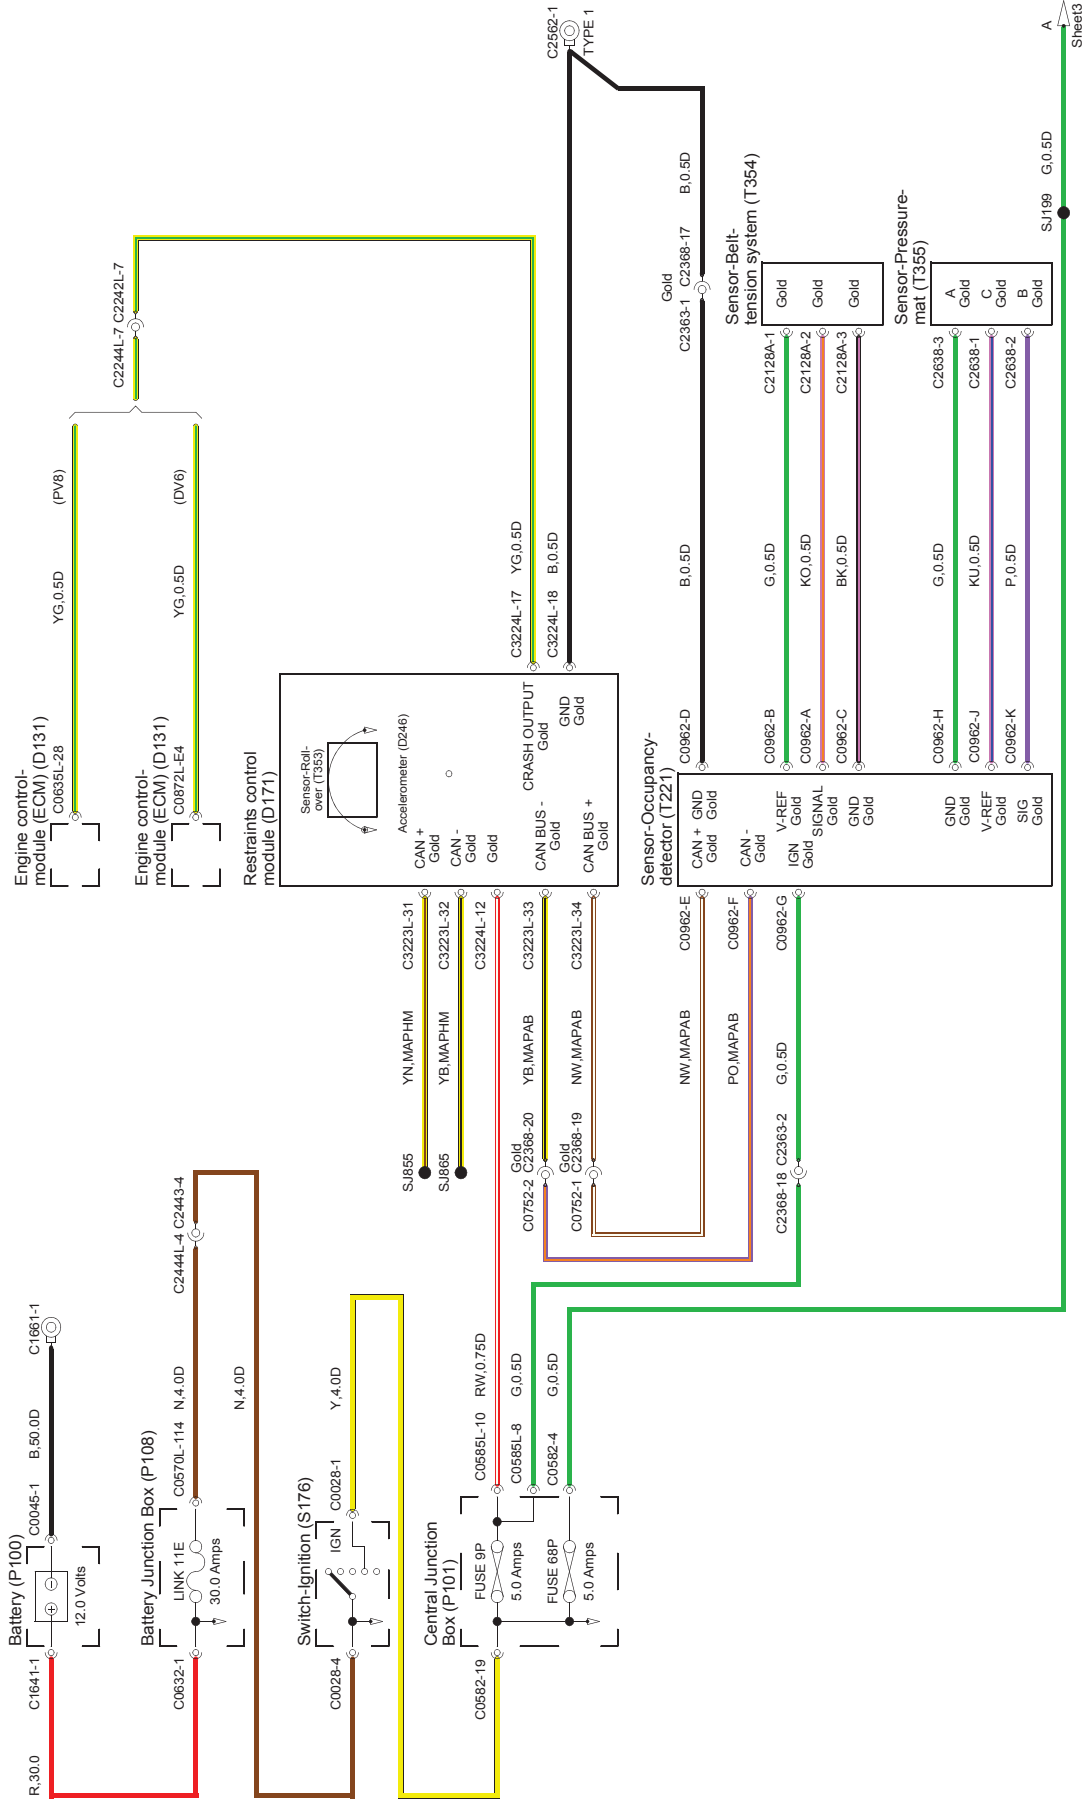 Battery (P100)
C1641-1
R,30.0
12.0 Volts
C0045-1
B,50.0D
C1661-1
Battery Junction Box (P108)
C0632-1
LINK 11E
30.0 Amps
C0570L-114
N,4.0D
C2444L-4
C2443-4
N,4.0D
Switch-Ignition (S176)
C0028-4
IGN
C0028-1
Y,4.0D
Central Junction
Box (P101)
C0582-19
FUSE 9P
5.0 Amps
FUSE 68P
5.0 Amps
C0585L-10
RW,0.75D
C0585L-8
G,0.5D
C0582-4
G,0.5D
Engine control-
module (ECM) (D131)
C0635L-28
YG,0.5D
(PV8)
Engine control-
module (ECM) (D131)
C0872L-E4
YG,0.5D
(DV6)
C2244L-7
C2242L-7
Restraints control
module (D171)
Sensor-Roll-
over (T353)
Accelerometer (D246)
SJ855
YN,MAPHM
C3223L-31
CAN +
Gold
SJ865
YB,MAPHM
C3223L-32
CAN -
Gold
C3224L-12
Gold
CRASH OUTPUT
Gold
C3224L-17
YG,0.5D
C0752-2
Gold
C2368-20
YB,MAPAB
C3223L-33
CAN BUS -
Gold
GND
Gold
C3224L-18
B,0.5D
C2562-1
TYPE 1
C0752-1
Gold
C2368-19
NW,MAPAB
C3223L-34
CAN BUS +
Gold
Sensor-Occupancy-
detector (T221)
NW,MAPAB
C0962-E
CAN +
Gold
GND
Gold
C0962-D
B,0.5D
C2363-1
Gold
C2368-17
B,0.5D
PO,MAPAB
C0962-F
CAN -
Gold
C2368-18
C2363-2
G,0.5D
C0962-G
IGN
Gold
V-REF
Gold
C0962-B
G,0.5D
C2128A-1
Gold
SIGNAL
Gold
C0962-A
KO,0.5D
C2128A-2
Gold
GND
Gold
C0962-C
BK,0.5D
C2128A-3
Gold
Sensor-Belt-
tension system (T354)
GND
Gold
C0962-H
G,0.5D
C2638-3
A
Gold
V-REF
Gold
C0962-J
KU,0.5D
C2638-1
C
Gold
SIG
Gold
C0962-K
P,0.5D
C2638-2
B
Gold
Sensor-Pressure-
mat (T355)
SJ199
G,0.5D
A
Sheet3